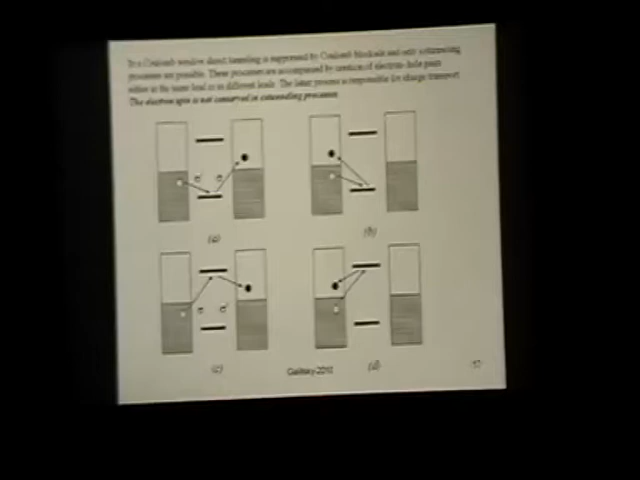 In a Coulomb window direct tunneling is suppressed by Coulomb blockade and only cotunneling
processes are possible. These processes are accompanied by creation of electron-hole pairs
either in the same lead or in different leads. The latter process is responsible for charge transport.
The electron spin is not conserved in cotunneling processes
(a)
(b)
(c)
(d)
2010